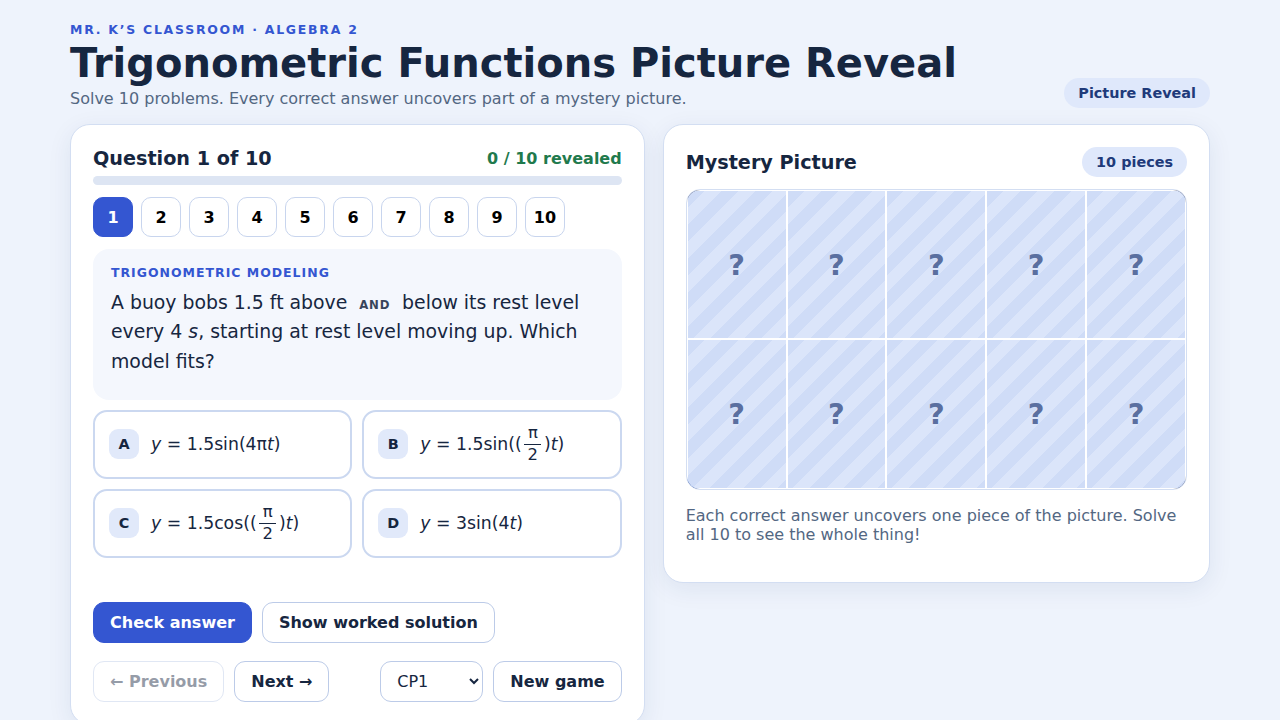 MR. K’S CLASSROOM · ALGEBRA 2
Trigonometric Functions Picture Reveal
Solve 10 problems. Every correct answer uncovers part of a mystery picture.
Picture Reveal
Question 1 of 10
0 / 10 revealed
1 2 3 4 5 6 7 8 9 10
TRIGONOMETRIC MODELING
A buoy bobs 1.5 ft above AND below its rest level
every 4 s, starting at rest level moving up. Which
model fits?
A y = 1.5sin(4πt)
B y = 1.5sin((π/2)t)
C y = 1.5cos((π/2)t)
D y = 3sin(4t)
Check answer
Show worked solution
← Previous
Next →
CP1
New game
Mystery Picture
10 pieces
? ? ? ? ?
? ? ? ? ?
Each correct answer uncovers one piece of the picture. Solve
all 10 to see the whole thing!